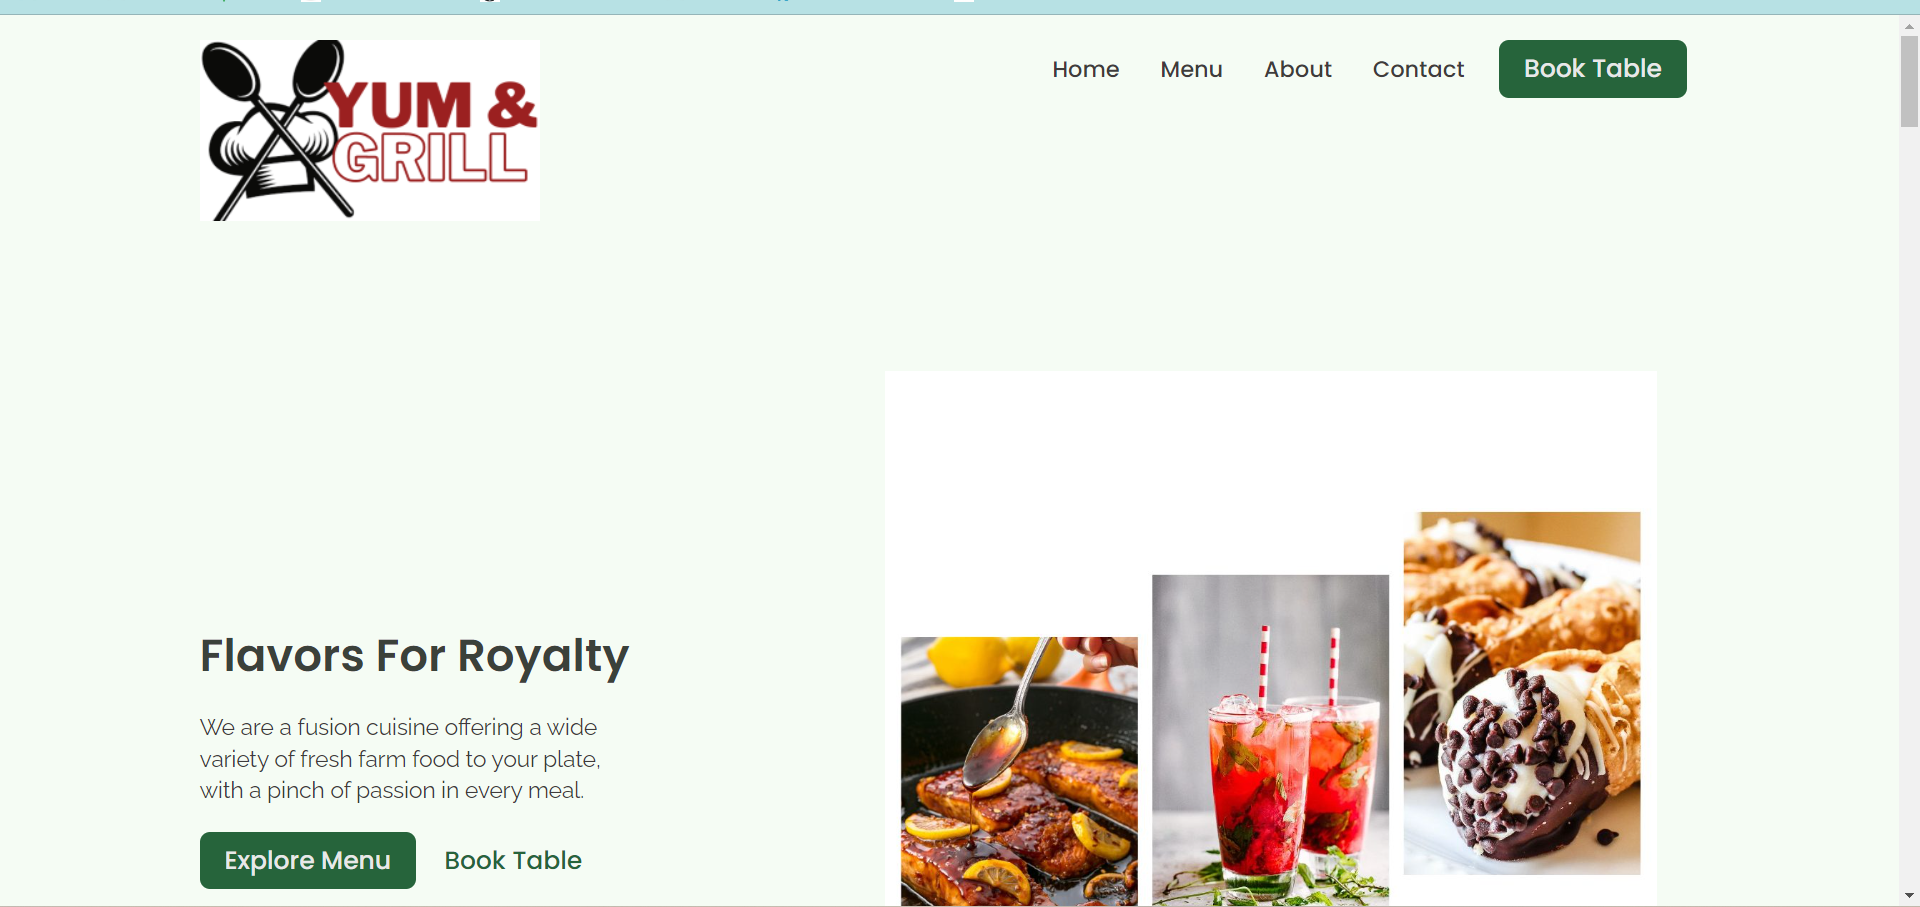 YUM &
GRILL
Home Menu About Contact Book Table
Flavors For Royalty
We are a fusion cuisine offering a wide
variety of fresh farm food to your plate,
with a pinch of passion in every meal.
Explore Menu Book Table